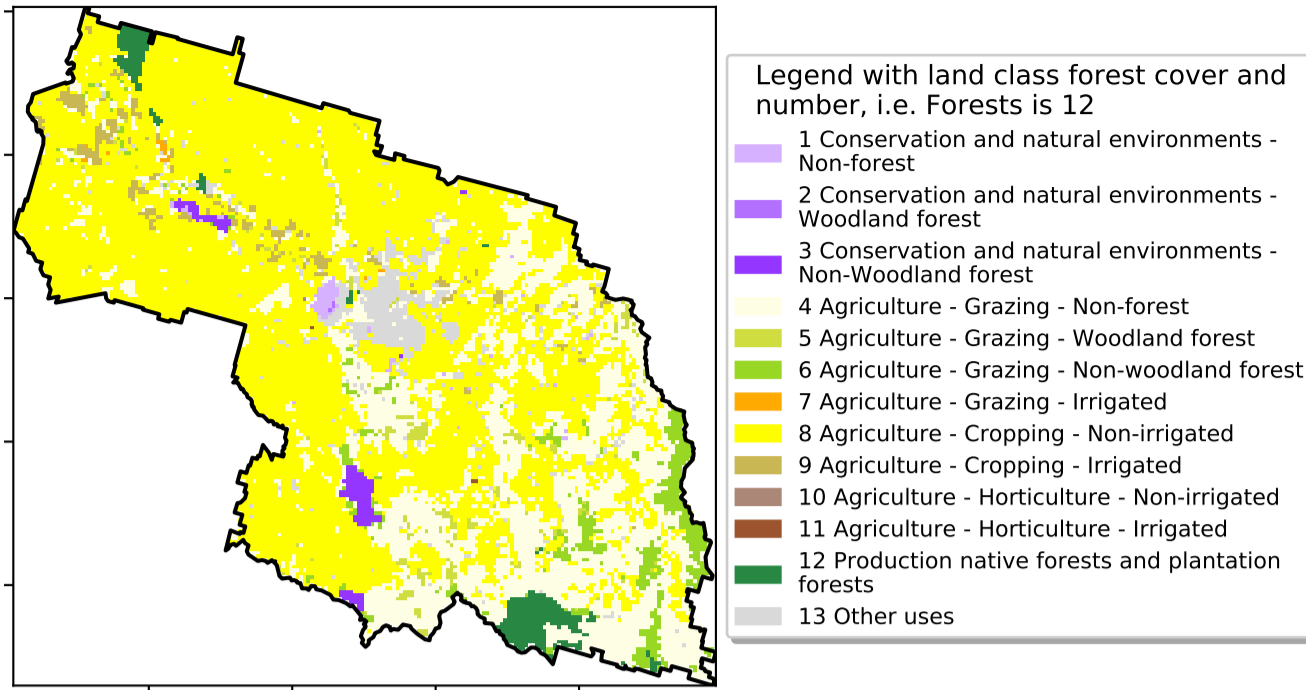 Legend with land class forest cover and
number, i.e. Forests is 12
1 Conservation and natural environments -
Non-forest
2 Conservation and natural environments -
Woodland forest
3 Conservation and natural environments -
Non-Woodland forest
4 Agriculture - Grazing - Non-forest
5 Agriculture - Grazing - Woodland forest
6 Agriculture - Grazing - Non-woodland forest
7 Agriculture - Grazing - Irrigated
8 Agriculture - Cropping - Non-irrigated
9 Agriculture - Cropping - Irrigated
10 Agriculture - Horticulture - Non-irrigated
11 Agriculture - Horticulture - Irrigated
12 Production native forests and plantation
forests
13 Other uses